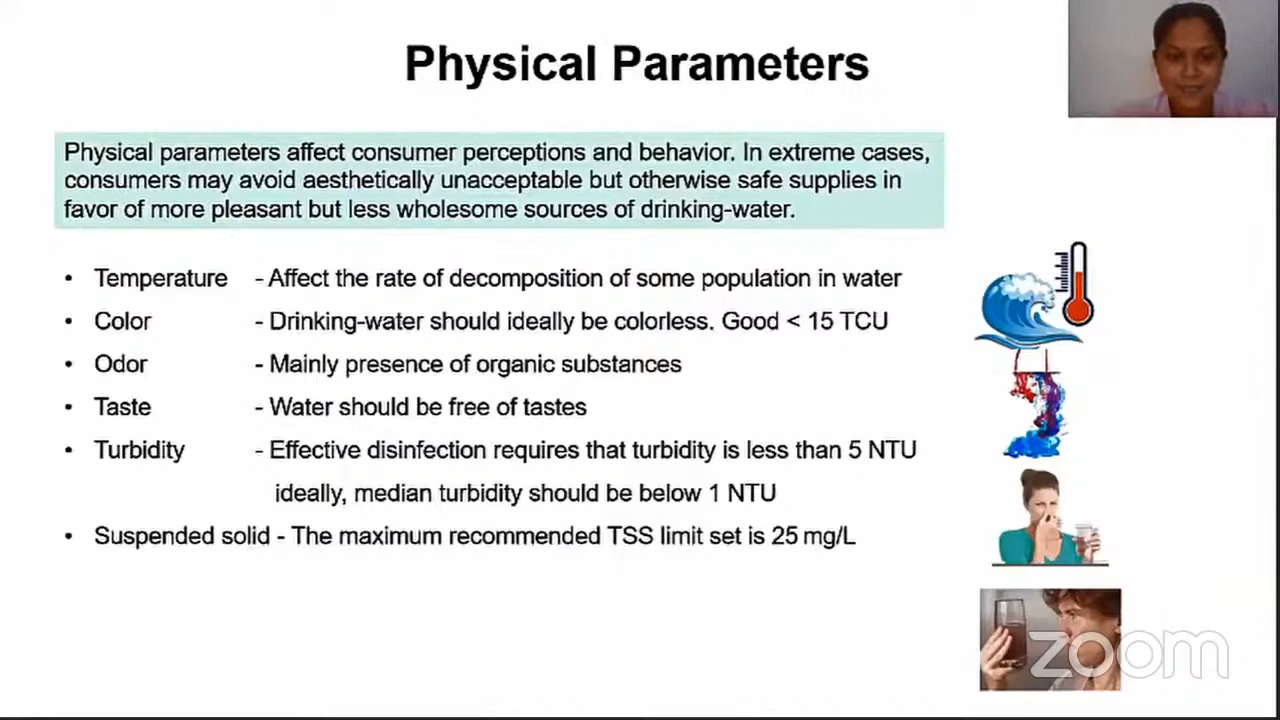 Physical Parameters
Physical parameters affect consumer perceptions and behavior. In extreme cases,
consumers may avoid aesthetically unacceptable but otherwise safe supplies in
favor of more pleasant but less wholesome sources of drinking-water.
• Temperature - Affect the rate of decomposition of some population in water
• Color - Drinking-water should ideally be colorless. Good < 15 TCU
• Odor - Mainly presence of organic substances
• Taste - Water should be free of tastes
• Turbidity - Effective disinfection requires that turbidity is less than 5 NTU
ideally, median turbidity should be below 1 NTU
• Suspended solid - The maximum recommended TSS limit set is 25 mg/L
zoom